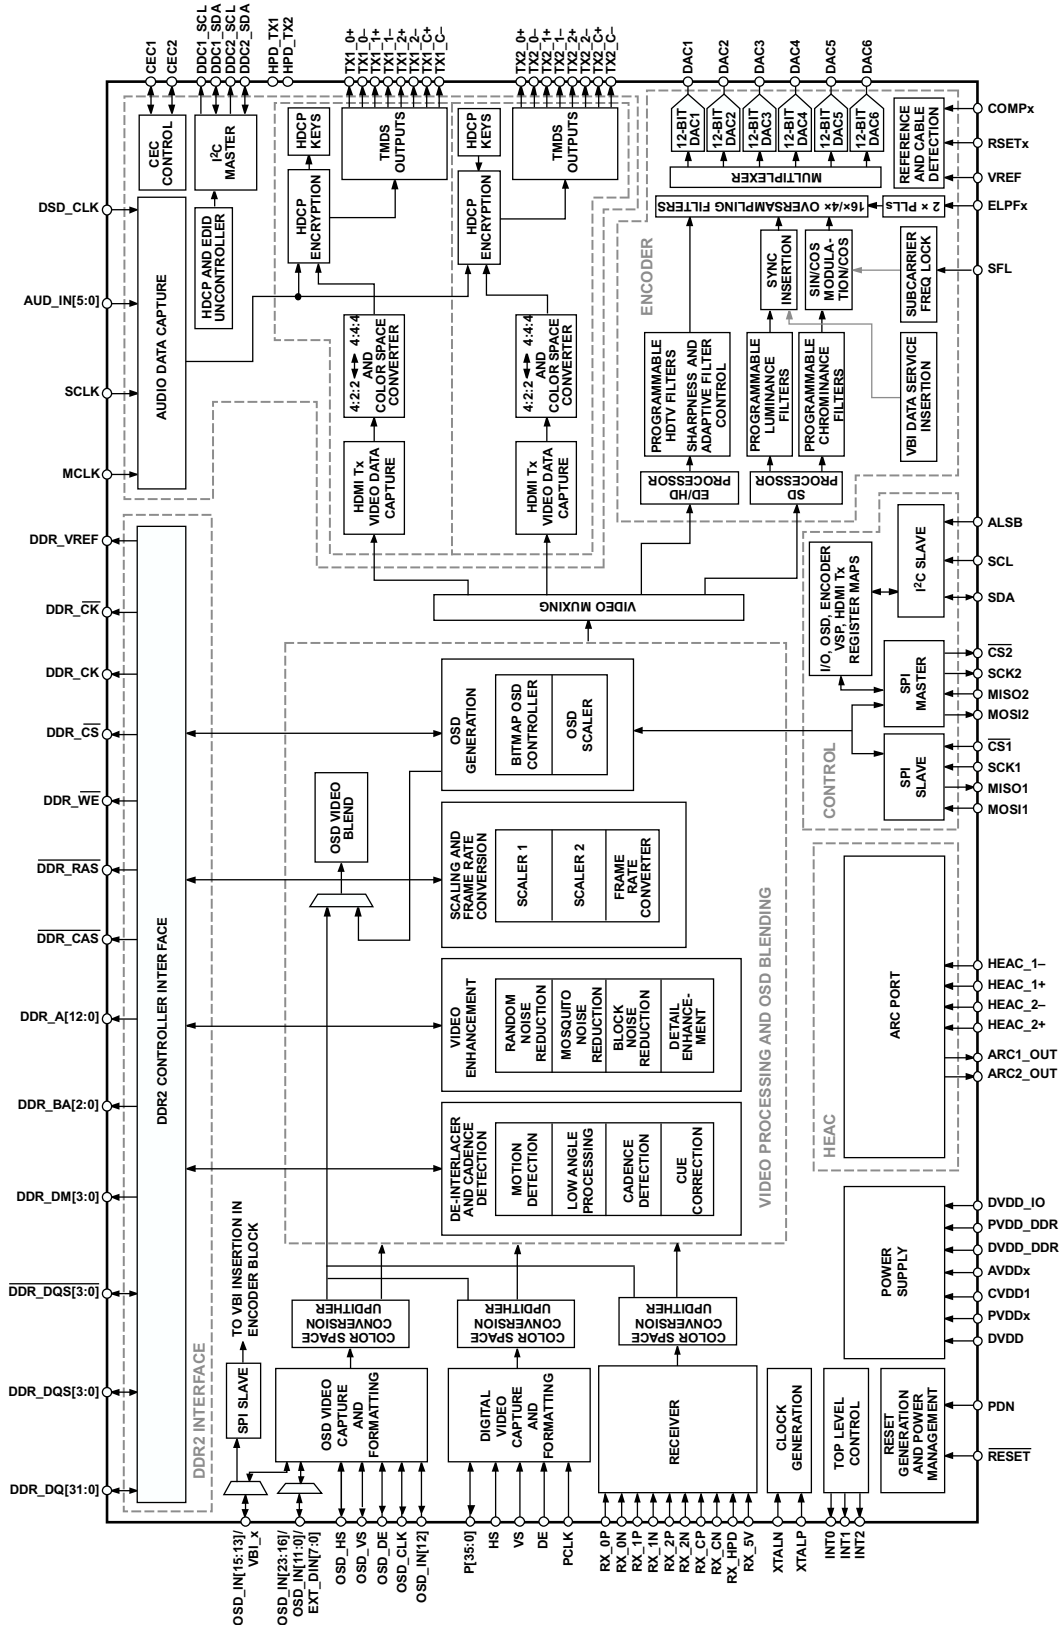 CEC1
CEC2
DDC1_SCL
DDC1_SDA
DDC2_SCL
DDC2_SDA
HPD_TX1
HPD_TX2
TX1_0+
TX1_0–
TX1_1+
TX1_1–
TX1_2+
TX1_2–
TX1_C+
TX1_C–
TX2_0+
TX2_0–
TX2_1+
TX2_1–
TX2_2+
TX2_2–
TX2_C+
TX2_C–
DAC1
DAC2
DAC3
DAC4
DAC5
DAC6
DSD_CLK
AUD_IN[5:0]
SCLK
MCLK
DDR_VREF
DDR_CK
DDR_CK
DDR_CS
DDR_WE
DDR_RAS
DDR_CAS
DDR_A[12:0]
DDR_BA[2:0]
DDR_DM[3:0]
DDR_DQS[3:0]
DDR_DQS[3:0]
DDR_DQ[31:0]
AUDIO DATA CAPTURE
CEC
CONTROL
I2C
MASTER
HDCP AND EDID
UNCONTROLLER
HDCP
KEYS
HDCP
ENCRYPTION
TMDS
OUTPUTS
4:2:2 4:4:4
AND
COLOR SPACE
CONVERTER
HDMI Tx
VIDEO DATA
CAPTURE
HDCP
KEYS
HDCP
ENCRYPTION
TMDS
OUTPUTS
4:2:2 4:4:4
AND
COLOR SPACE
CONVERTER
HDMI Tx
VIDEO DATA
CAPTURE
ENCODER
12-BIT
DAC1
12-BIT
DAC2
12-BIT
DAC3
12-BIT
DAC4
12-BIT
DAC5
12-BIT
DAC6
MULTIPLEXER
16×/4× OVERSAMPLING FILTERS
2 × PLLs
REFERENCE
AND CABLE
DETECTION
SYNC
INSERTION
SIN/COS
MODULA-
TION/COS
SUBCARRIER
FREQ LOCK
PROGRAMMABLE
HDTV FILTERS
SHARPNESS AND
ADAPTIVE FILTER
CONTROL
PROGRAMMABLE
LUMINANCE
FILTERS
PROGRAMMABLE
CHROMINANCE
FILTERS
VBI DATA SERVICE
INSERTION
ED/HD
PROCESSOR
SD
PROCESSOR
COMPx
RSETx
VREF
ELPFx
SFL
VIDEO MUXING
DDR2 CONTROLLER INTERFACE
DDR2 INTERFACE
OSD
GENERATION
BITMAP OSD
CONTROLLER
OSD
SCALER
OSD VIDEO
BLEND
SCALING AND
FRAME RATE
CONVERSION
SCALER 1
SCALER 2
FRAME
RATE
CONVERTER
VIDEO
ENHANCEMENT
RANDOM
NOISE
REDUCTION
MOSQUITO
NOISE
REDUCTION
BLOCK
NOISE
REDUCTION
DETAIL
ENHANCE-
MENT
DE-INTERLACER
AND CADENCE
DETECTION
MOTION
DETECTION
LOW ANGLE
PROCESSING
CADENCE
DETECTION
CUE
CORRECTION
VIDEO PROCESSING AND OSD BLENDING
CONTROL
I/O, OSD, ENCODER
VSP, HDMI Tx
REGISTER MAPS
I2C SLAVE
SPI
MASTER
SPI
SLAVE
ALSB
SCL
SDA
CS2
SCK2
MISO2
MOSI2
CS1
SCK1
MISO1
MOSI1
HEAC
ARC PORT
HEAC_1–
HEAC_1+
HEAC_2–
HEAC_2+
ARC1_OUT
ARC2_OUT
POWER
SUPPLY
DVDD_IO
PVDD_DDR
DVDD_DDR
AVDDx
CVDD1
PVDDx
DVDD
TO VBI INSERTION IN
ENCODER BLOCK
SPI SLAVE
COLOR SPACE
CONVERSION
UPDITHER
OSD VIDEO
CAPTURE
AND
FORMATTING
COLOR SPACE
CONVERSION
UPDITHER
DIGITAL
VIDEO
CAPTURE
AND
FORMATTING
COLOR SPACE
CONVERSION
UPDITHER
RECEIVER
CLOCK
GENERATION
TOP LEVEL
CONTROL
RESET
GENERATION
AND POWER
MANAGEMENT
PDN
RESET
OSD_IN[15:13]/
VBI_x
OSD_IN[23:16]/
OSD_IN[11:0]/
EXT_DIN[7:0]
OSD_HS
OSD_VS
OSD_DE
OSD_CLK
OSD_IN[12]
P[35:0]
HS
VS
DE
PCLK
RX_0P
RX_0N
RX_1P
RX_1N
RX_2P
RX_2N
RX_CP
RX_CN
RX_HPD
RX_5V
XTALN
XTALP
INT0
INT1
INT2